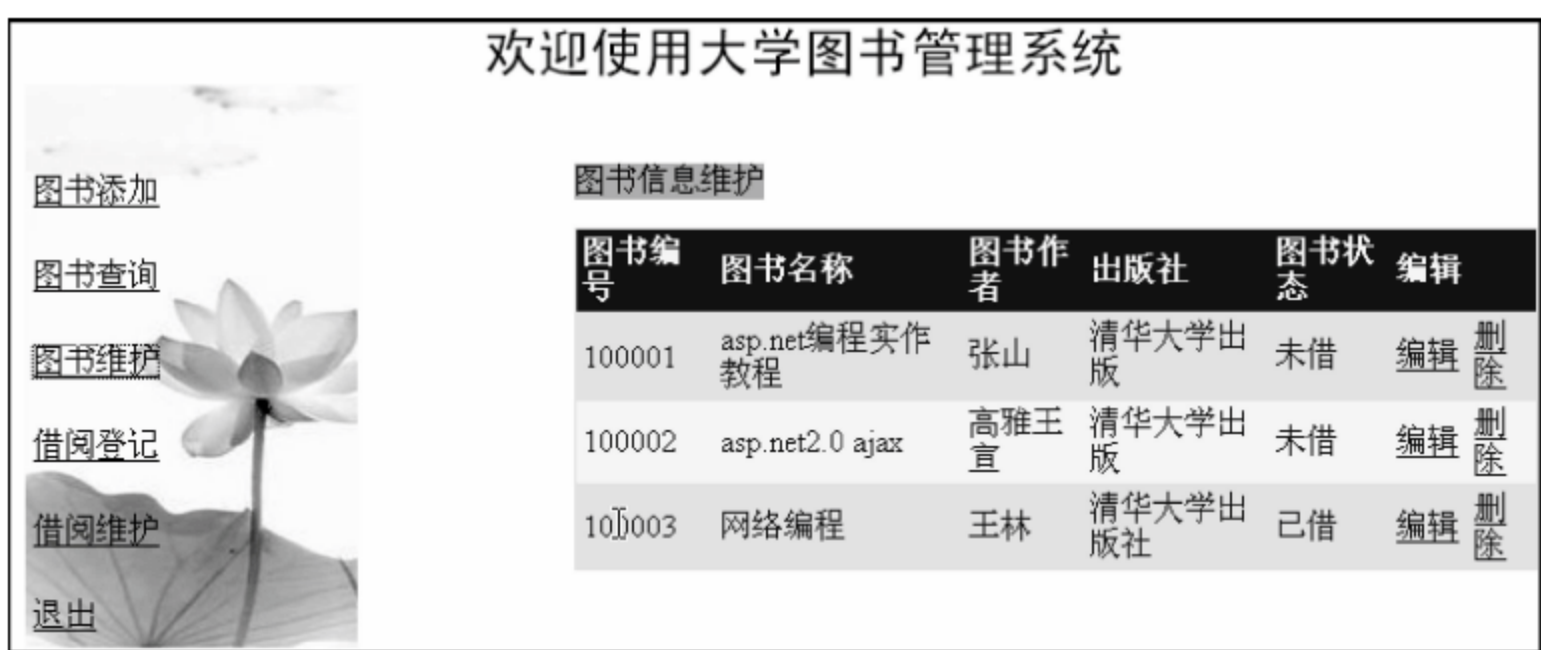 欢迎使用大学图书管理系统
图书添加
图书查询
图书维护
借阅登记
借阅维护
退出
图书信息维护
图书编号 图书名称 图书作者 出版社 图书状态 编辑
100001 asp.net编程实作教程 张山 清华大学出版 未借 编辑 删除
100002 asp.net2.0 ajax 高雅王宣 清华大学出版 未借 编辑 删除
100003 网络编程 王林 清华大学出版社 已借 编辑 删除